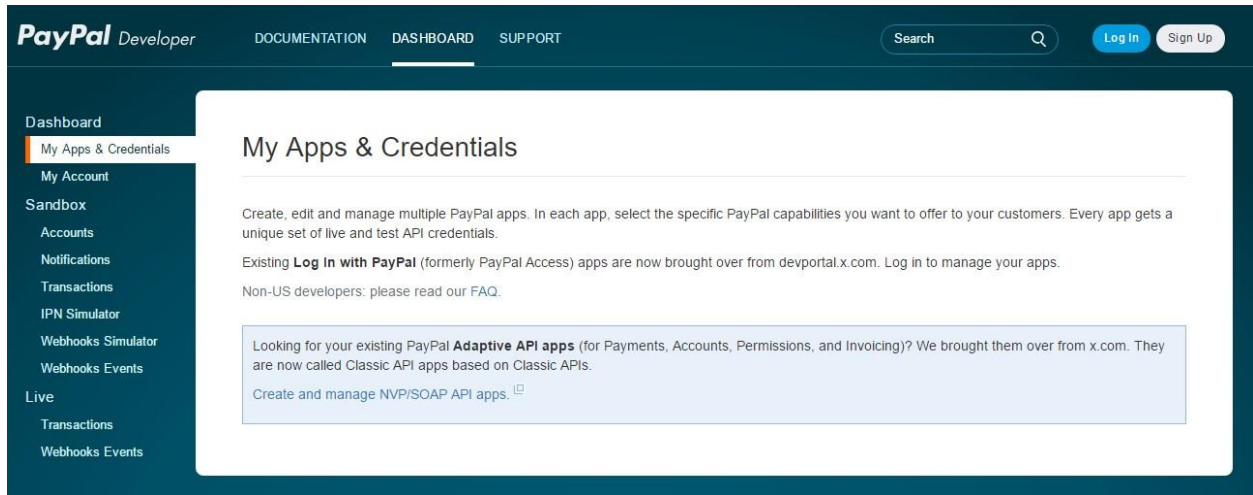 PayPal Developer
DOCUMENTATION DASHBOARD SUPPORT
Search
Log In Sign Up
Dashboard
My Apps & Credentials
My Account
Sandbox
Accounts
Notifications
Transactions
IPN Simulator
Webhooks Simulator
Webhooks Events
Live
Transactions
Webhooks Events
My Apps & Credentials
Create, edit and manage multiple PayPal apps. In each app, select the specific PayPal capabilities you want to offer to your customers. Every app gets a
unique set of live and test API credentials.
Existing Log In with PayPal (formerly PayPal Access) apps are now brought over from devportal.x.com. Log in to manage your apps.
Non-US developers: please read our FAQ.
Looking for your existing PayPal Adaptive API apps (for Payments, Accounts, Permissions, and Invoicing)? We brought them over from x.com. They
are now called Classic API apps based on Classic APIs.
Create and manage NVP/SOAP API apps.